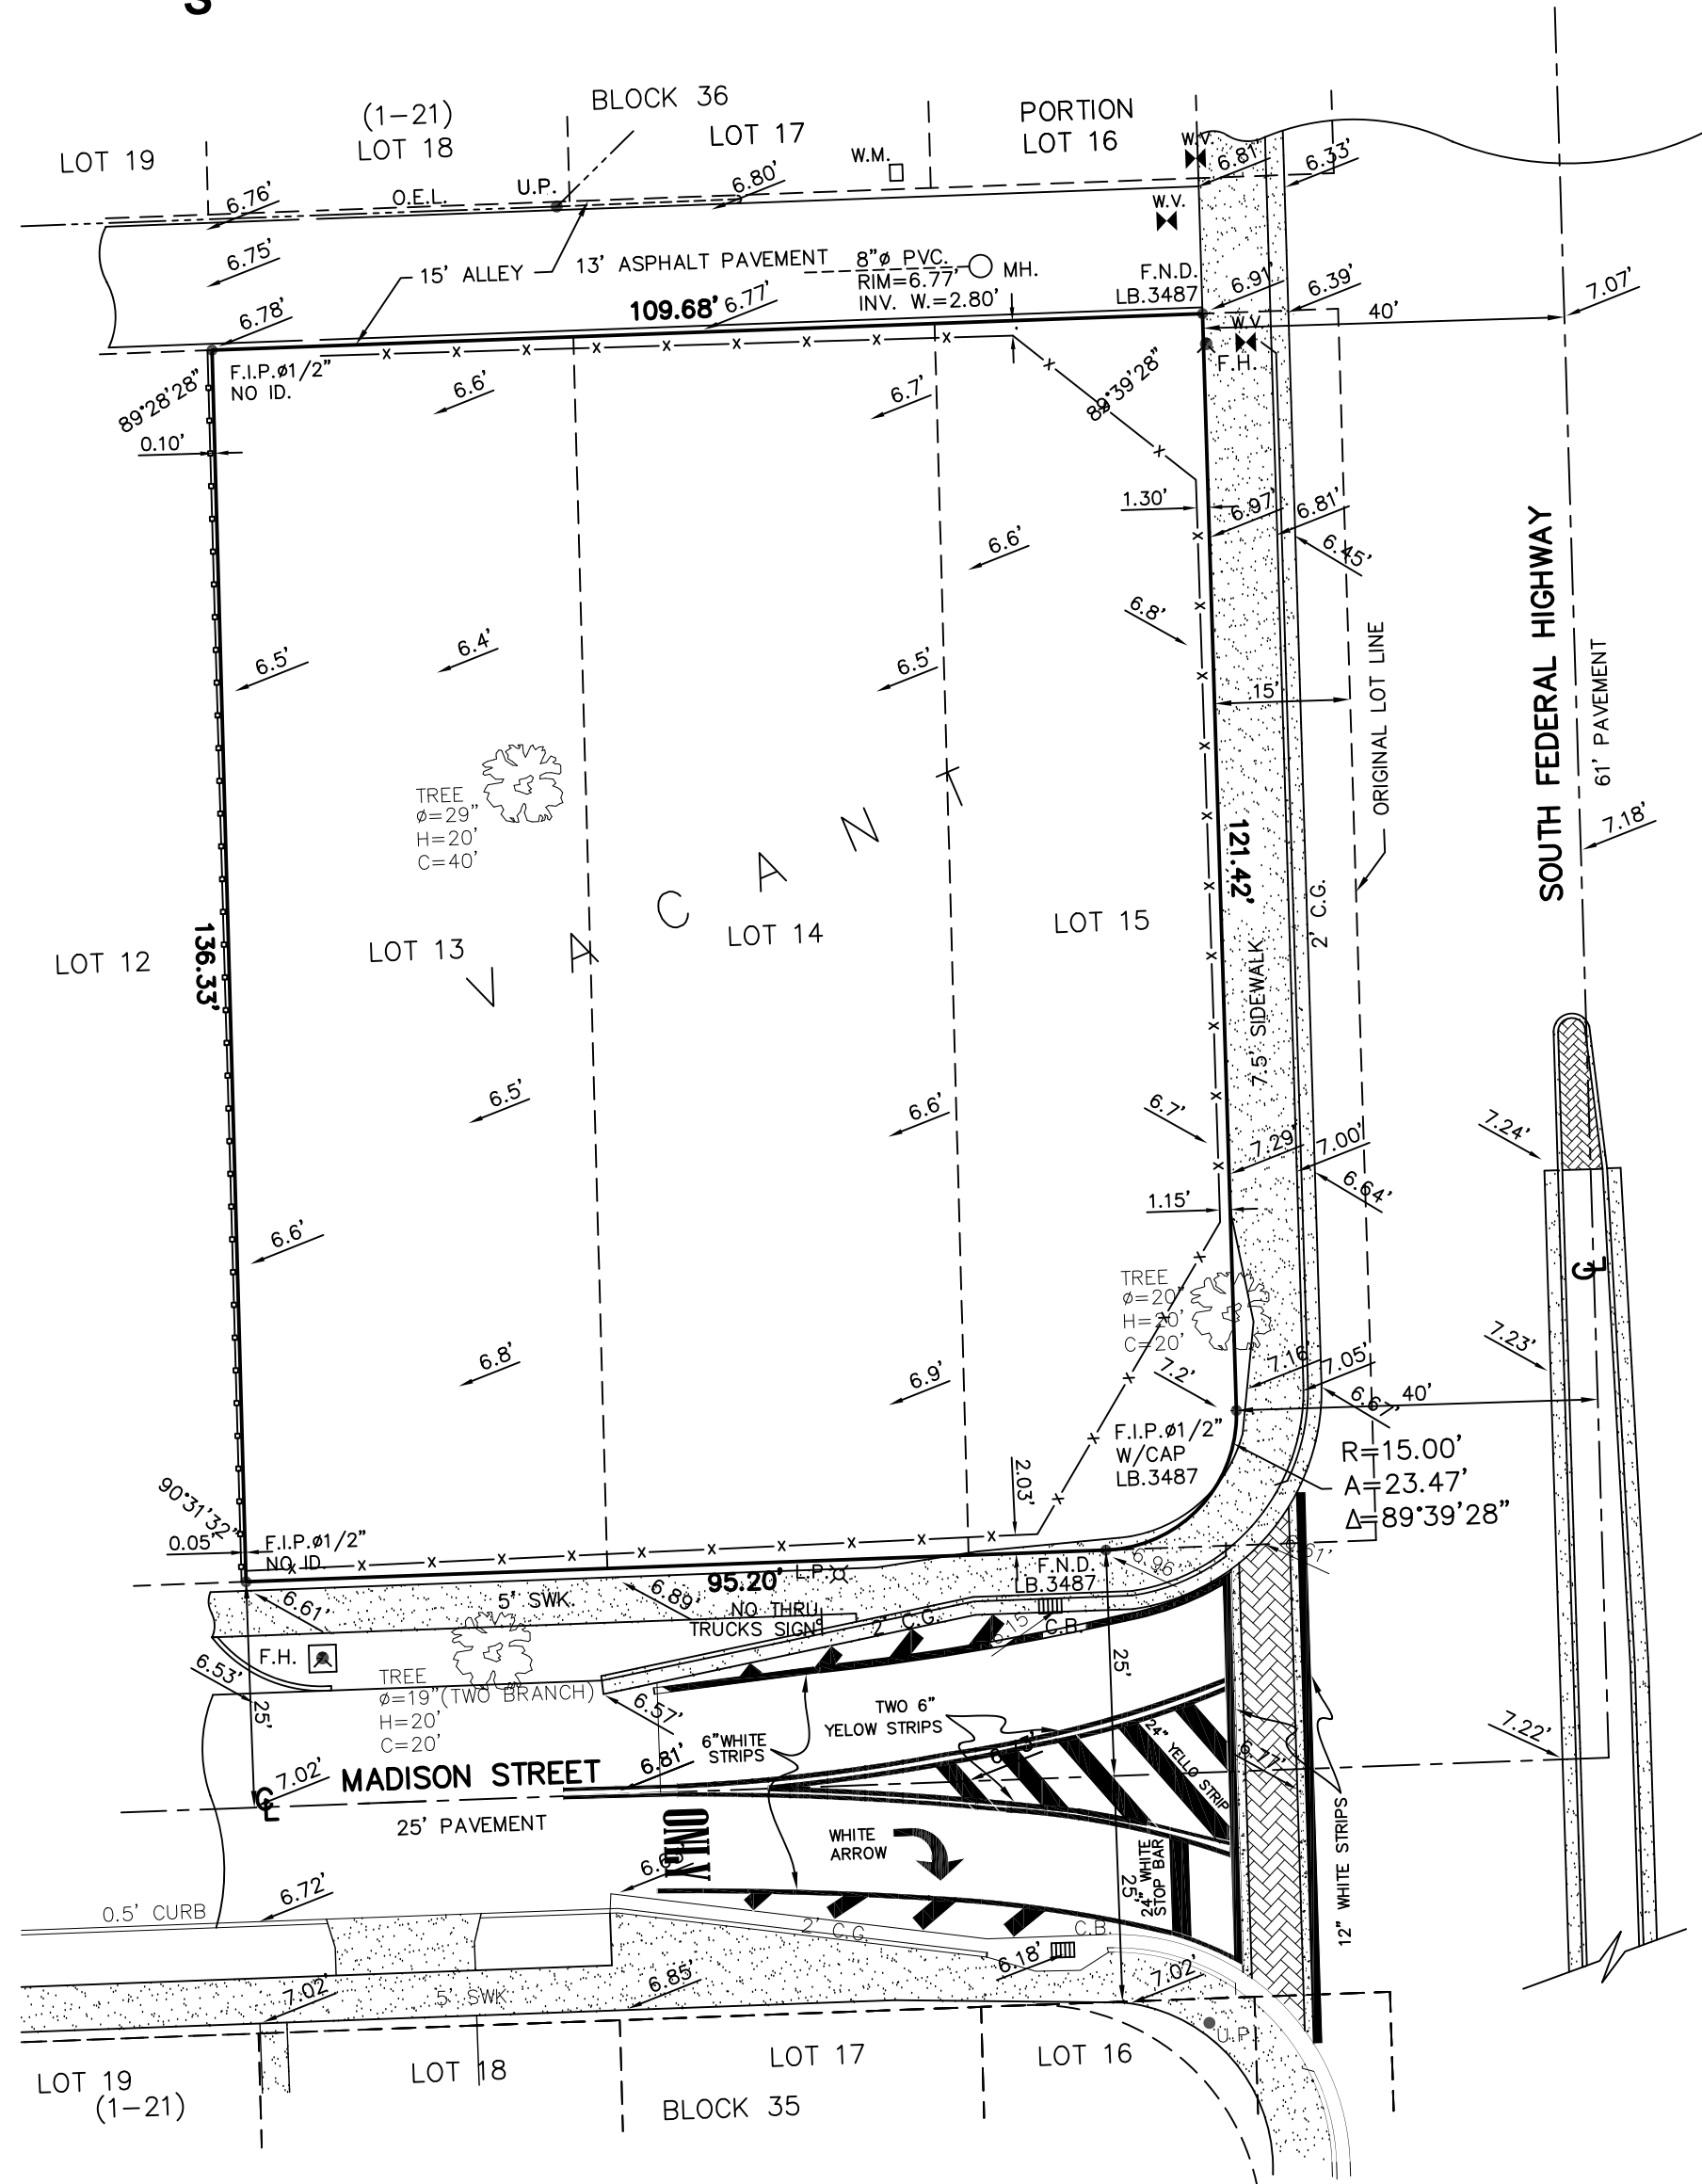 S
(1-21)
LOT 19
LOT 18
BLOCK 36
LOT 17
PORTION
LOT 16
W.M.
W.V.
6.81'
6.33'
6.76'
O.E.L.
U.P.
6.80'
W.V.
6.75'
15' ALLEY
13' ASPHALT PAVEMENT
8"ø PVC.
RIM=6.77'
INV. W.=2.80'
MH.
F.N.D.
LB.3487
6.91'
6.39'
7.07'
6.78'
109.68'
6.77'
40'
W.V.
F.H.
F.I.P.ø1/2"
NO ID.
89°28'28"
0.10'
6.6'
6.7'
89°39'28"
1.30'
6.97'
6.81'
6.45'
6.6'
6.8'
6.5'
6.4'
6.5'
15'
ORIGINAL LOT LINE
SOUTH FEDERAL HIGHWAY
61' PAVEMENT
TREE
ø=29"
H=20'
C=40'
7.18'
121.42'
2' C.G.
VACANT
LOT 12
136.33'
LOT 13
LOT 14
LOT 15
7.5' SIDEWALK
6.5'
6.6'
6.7'
7.29'
7.00'
6.64'
7.24'
1.15'
6.6'
TREE
ø=20"
H=20'
C=20'
7.23'
6.8'
6.9'
7.2'
7.16'
7.05'
6.67'
40'
F.I.P.ø1/2"
W/CAP
LB.3487
R=15.00'
A=23.47'
Δ=89°39'28"
2.03'
90°31'32"
0.05'
F.I.P.ø1/2"
NO ID.
95.20'
L.P.
F.N.D.
LB.3487
6.96
6.61'
5' SWK.
6.89'
NO THRU
TRUCKS SIGN
2' C.G.
C.B.
F.H.
6.53'
25'
TREE
ø=19"(TWO BRANCH)
H=20'
C=20'
6.57'
25'
TWO 6"
YELOW STRIPS
6"WHITE
STRIPS
24" YELLO STRIP
6.77'
7.22'
6.81'
7.02'
MADISON STREET
25' PAVEMENT
ONLY
WHITE
ARROW
24" WHITE
STOP BAR
25'
12" WHITE STRIPS
0.5' CURB
6.72'
2' C.G.
C.B.
6.18'
7.02'
5' SWK.
6.85'
7.02'
U.P.
LOT 19
(1-21)
LOT 18
LOT 17
LOT 16
BLOCK 35